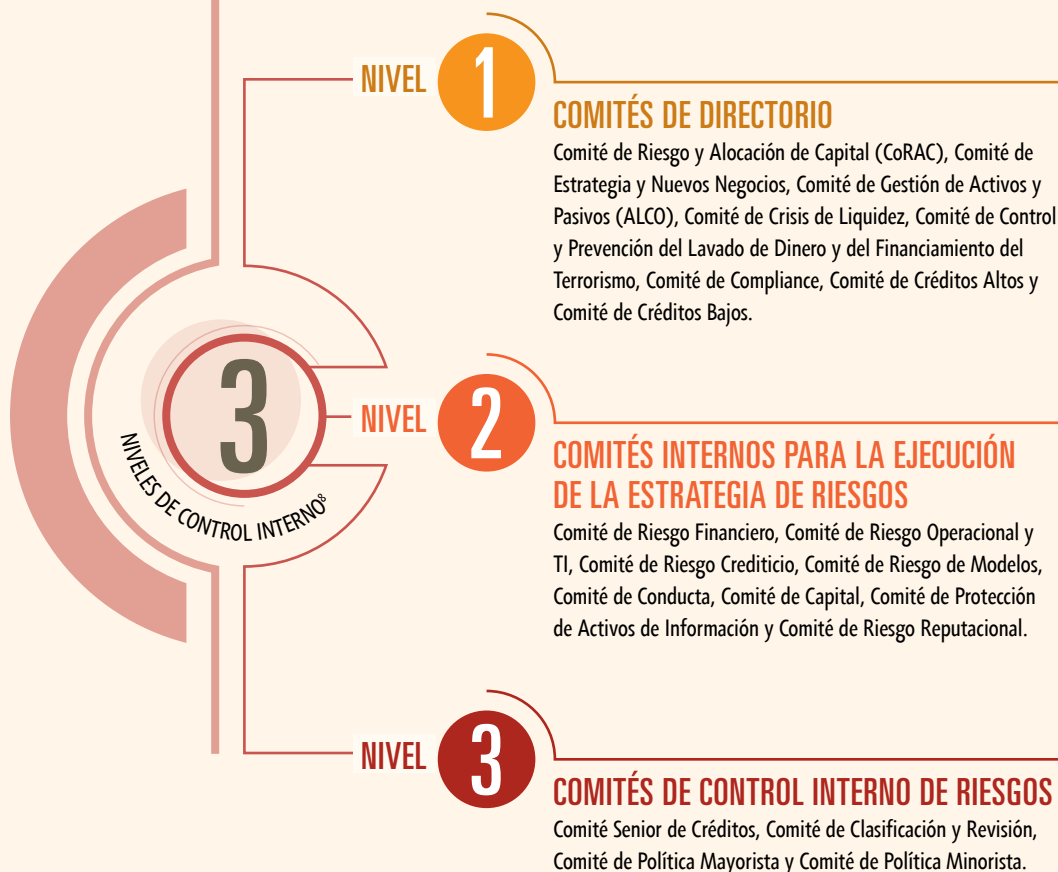 NIVEL 1
COMITÉS DE DIRECTORIO
Comité de Riesgo y Alocación de Capital (CoRAC), Comité de
Estrategia y Nuevos Negocios, Comité de Gestión de Activos y
Pasivos (ALCO), Comité de Crisis de Liquidez, Comité de Control
y Prevención del Lavado de Dinero y del Financiamiento del
Terrorismo, Comité de Compliance, Comité de Créditos Altos y
Comité de Créditos Bajos.
3
NIVELES DE CONTROL INTERNO⁸
NIVEL 2
COMITÉS INTERNOS PARA LA EJECUCIÓN
DE LA ESTRATEGIA DE RIESGOS
Comité de Riesgo Financiero, Comité de Riesgo Operacional y
TI, Comité de Riesgo Crediticio, Comité de Riesgo de Modelos,
Comité de Conducta, Comité de Capital, Comité de Protección
de Activos de Información y Comité de Riesgo Reputacional.
NIVEL 3
COMITÉS DE CONTROL INTERNO DE RIESGOS
Comité Senior de Créditos, Comité de Clasificación y Revisión,
Comité de Política Mayorista y Comité de Política Minorista.